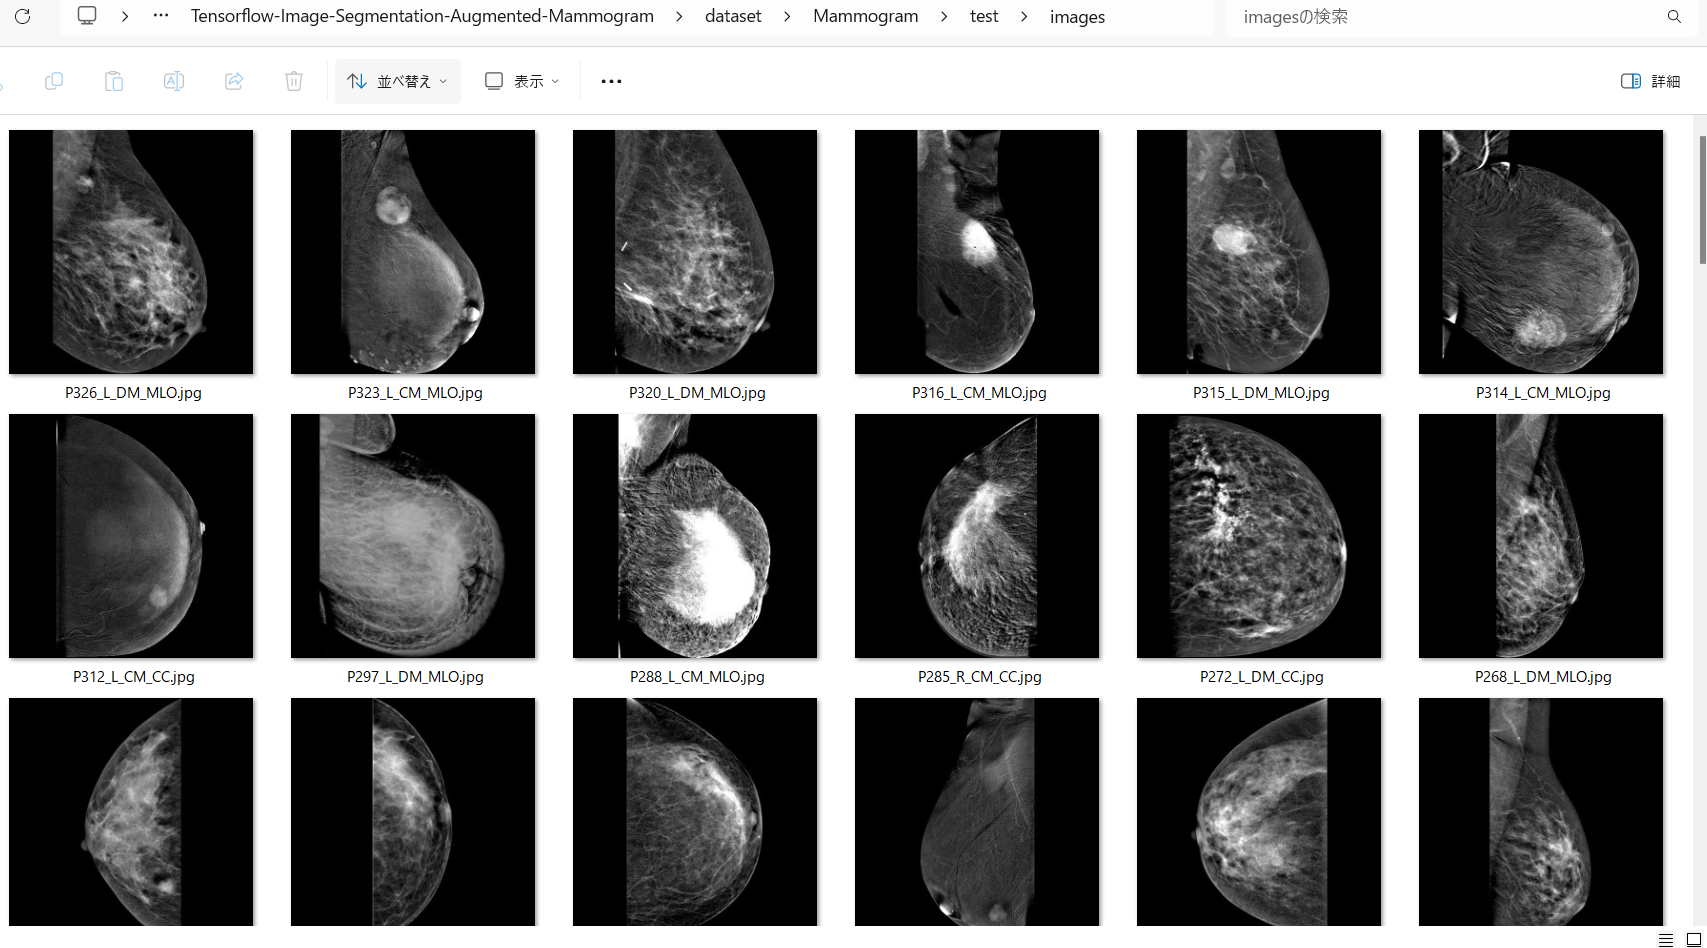 Tensorflow-Image-Segmentation-Augmented-Mammogram > dataset > Mammogram > test > images
imagesの検索
並べ替え 表示 詳細
P326_L_DM_MLO.jpg P323_L_CM_MLO.jpg P320_L_DM_MLO.jpg P316_L_CM_MLO.jpg P315_L_DM_MLO.jpg P314_L_CM_MLO.jpg
P312_L_CM_CC.jpg P297_L_DM_MLO.jpg P288_L_CM_MLO.jpg P285_R_CM_CC.jpg P272_L_DM_CC.jpg P268_L_DM_MLO.jpg